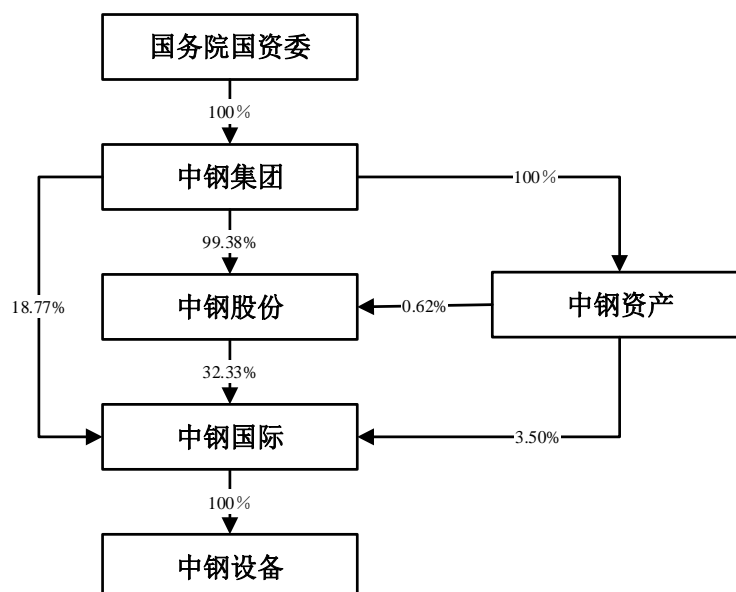 国务院国资委
100%
中钢集团
100%
99.38%
中钢股份
0.62%
中钢资产
18.77%
32.33%
中钢国际
3.50%
100%
中钢设备